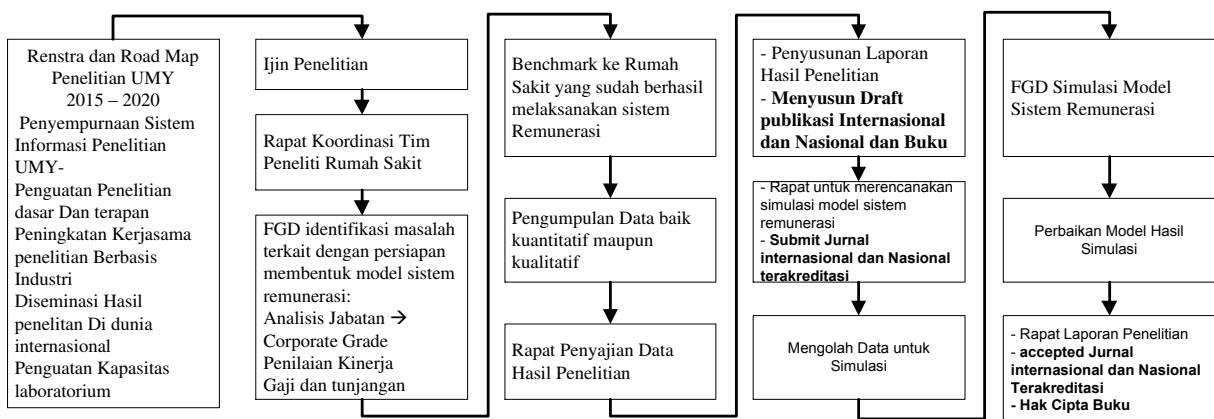 Renstra dan Road Map
Penelitian UMY
2015 – 2020
Penyempurnaan Sistem
Informasi Penelitian
UMY-
Penguatan Penelitian
dasar Dan terapan
Peningkatan Kerjasama
penelitian Berbasis
Industri
Diseminasi Hasil
penelitan Di dunia
internasional
Penguatan Kapasitas
laboratorium
Ijin Penelitian
Rapat Koordinasi Tim
Peneliti Rumah Sakit
FGD identifikasi masalah
terkait dengan persiapan
membentuk model sistem
remunerasi:
Analisis Jabatan →
Corporate Grade
Penilaian Kinerja
Gaji dan tunjangan
Benchmark ke Rumah
Sakit yang sudah berhasil
melaksanakan sistem
Remunerasi
Pengumpulan Data baik
kuantitatif maupun
kualitatif
Rapat Penyajian Data
Hasil Penelitian
- Penyusunan Laporan
Hasil Penelitian
- Menyusun Draft
publikasi Internasional
dan Nasional dan Buku
- Rapat untuk merencanakan
simulasi model sistem
remunerasi
- Submit Jurnal
internasional dan Nasional
terakreditasi
Mengolah Data untuk
Simulasi
FGD Simulasi Model
Sistem Remunerasi
Perbaikan Model Hasil
Simulasi
- Rapat Laporan Penelitian
- accepted Jurnal
internasional dan Nasional
Terakreditasi
- Hak Cipta Buku